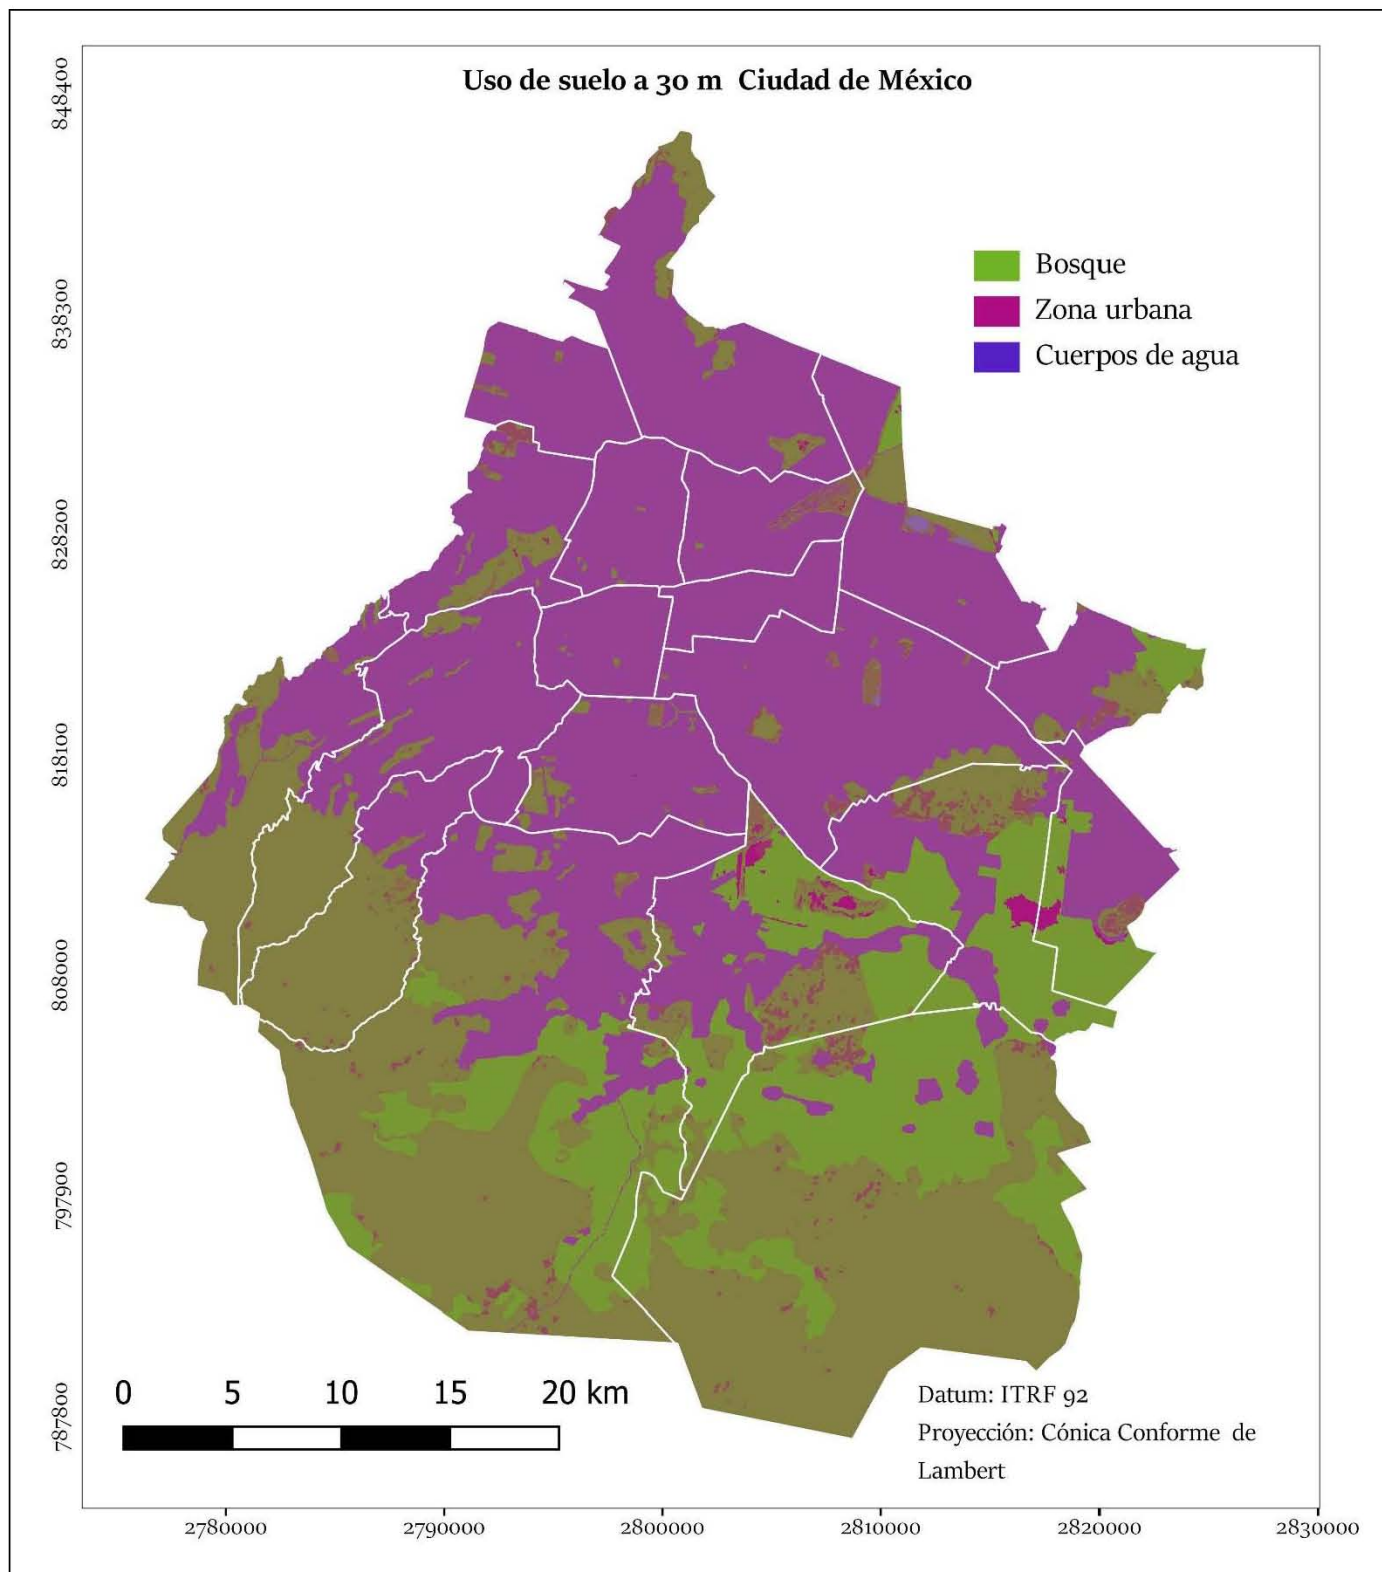 Uso de suelo a 30 m Ciudad de México
848400
838300
828200
818100
808000
797900
787800
Bosque
Zona urbana
Cuerpos de agua
0 5 10 15 20 km
Datum: ITRF 92
Proyección: Cónica Conforme de
Lambert
2780000 2790000 2800000 2810000 2820000 2830000